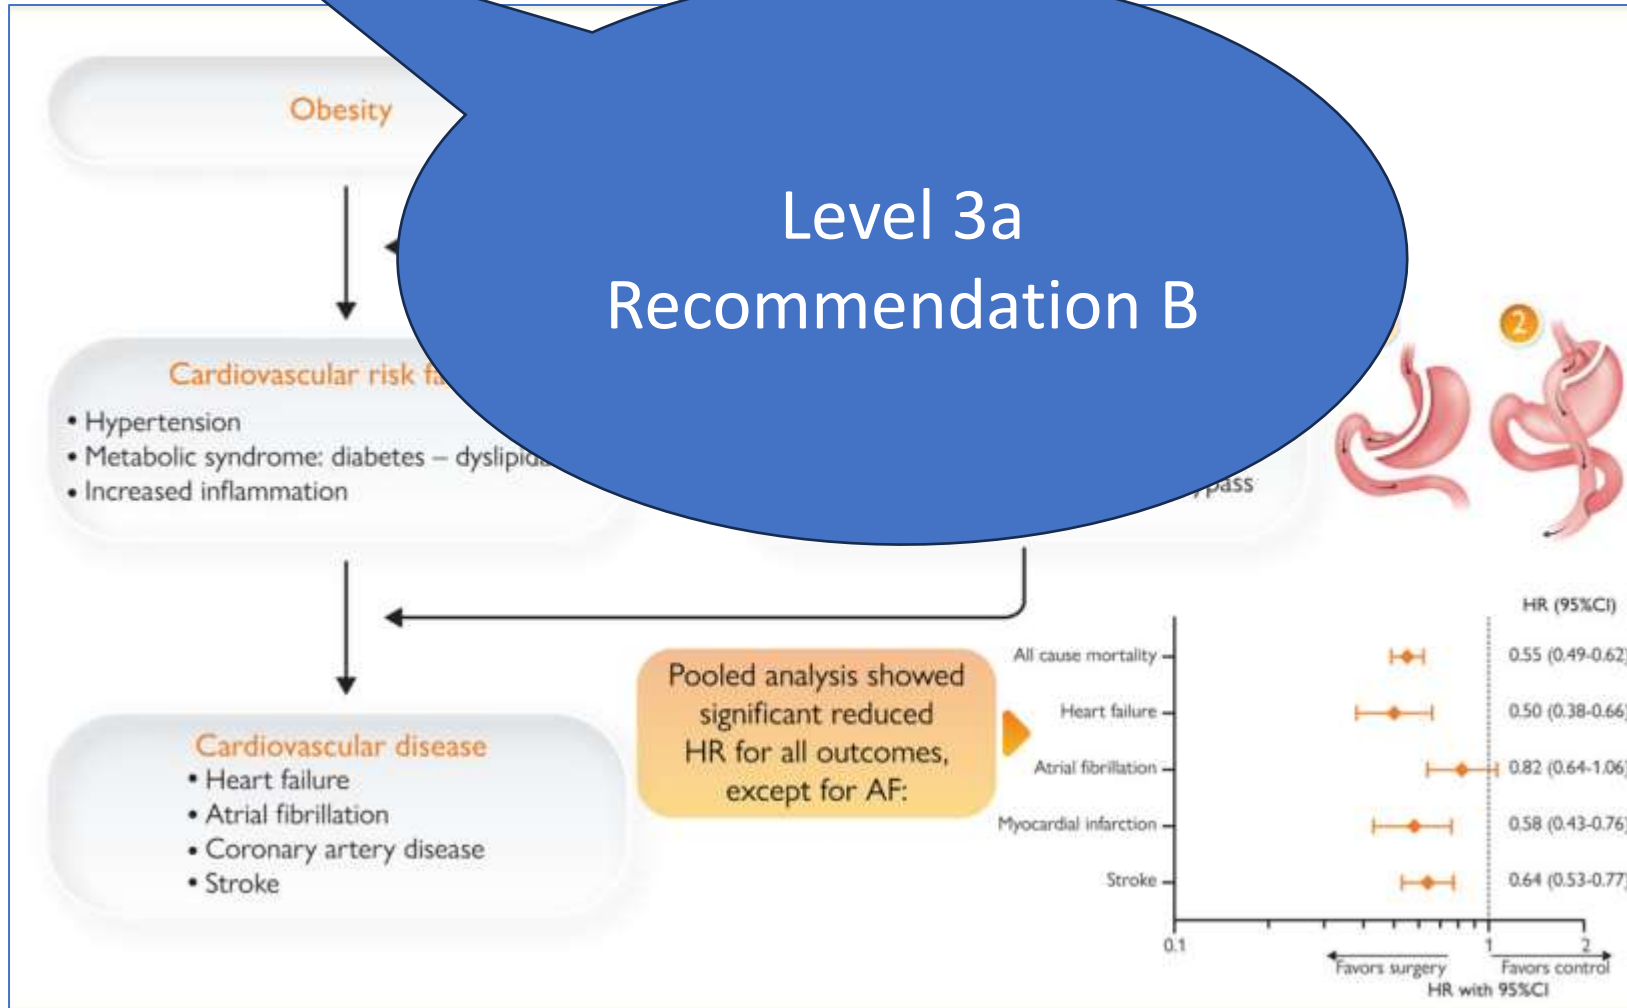 Obesity
Level 3a
Recommendation B
Cardiovascular risk
• Hypertension
• Metabolic syndrome: diabetes –
• Increased inflammation
2
Cardiovascular disease
• Heart failure
• Atrial fibrillation
• Coronary artery disease
• Stroke
Pooled analysis showed
significant reduced
HR for all outcomes,
except for AF:
HR (95%CI)
All cause mortality 0.55 (0.49-0.62)
Heart failure 0.50 (0.38-0.66)
Atrial fibrillation 0.82 (0.64-1.06)
Myocardial infarction 0.58 (0.43-0.76)
Stroke 0.64 (0.53-0.77)
0.1 1 2
Favors surgery Favors control
HR with 95%CI